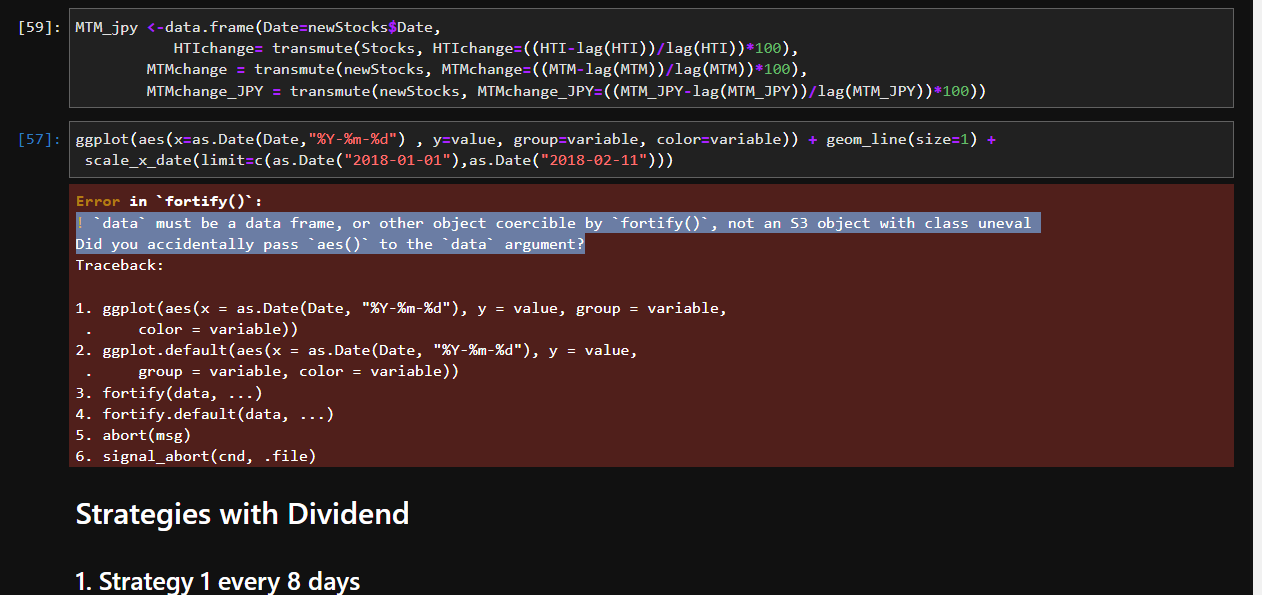 [59]: MTM_jpy <-data.frame(Date=newStocks$Date,
HTIchange= transmute(Stocks, HTIchange=((HTI-lag(HTI))/lag(HTI))*100),
MTMchange = transmute(newStocks, MTMchange=((MTM-lag(MTM))/lag(MTM))*100),
MTMchange_JPY = transmute(newStocks, MTMchange_JPY=((MTM_JPY-lag(MTM_JPY))/lag(MTM_JPY))*100))
[57]: ggplot(aes(x=as.Date(Date,"%Y-%m-%d") , y=value, group=variable, color=variable)) + geom_line(size=1) +
scale_x_date(limit=c(as.Date("2018-01-01"),as.Date("2018-02-11")))
Error in `fortify()`:
! `data` must be a data frame, or other object coercible by `fortify()`, not an S3 object with class uneval
Did you accidentally pass `aes()` to the `data` argument?
Traceback:
1. ggplot(aes(x = as.Date(Date, "%Y-%m-%d"), y = value, group = variable,
. color = variable))
2. ggplot.default(aes(x = as.Date(Date, "%Y-%m-%d"), y = value,
. group = variable, color = variable))
3. fortify(data, ...)
4. fortify.default(data, ...)
5. abort(msg)
6. signal_abort(cnd, .file)
Strategies with Dividend
1. Strategy 1 every 8 days